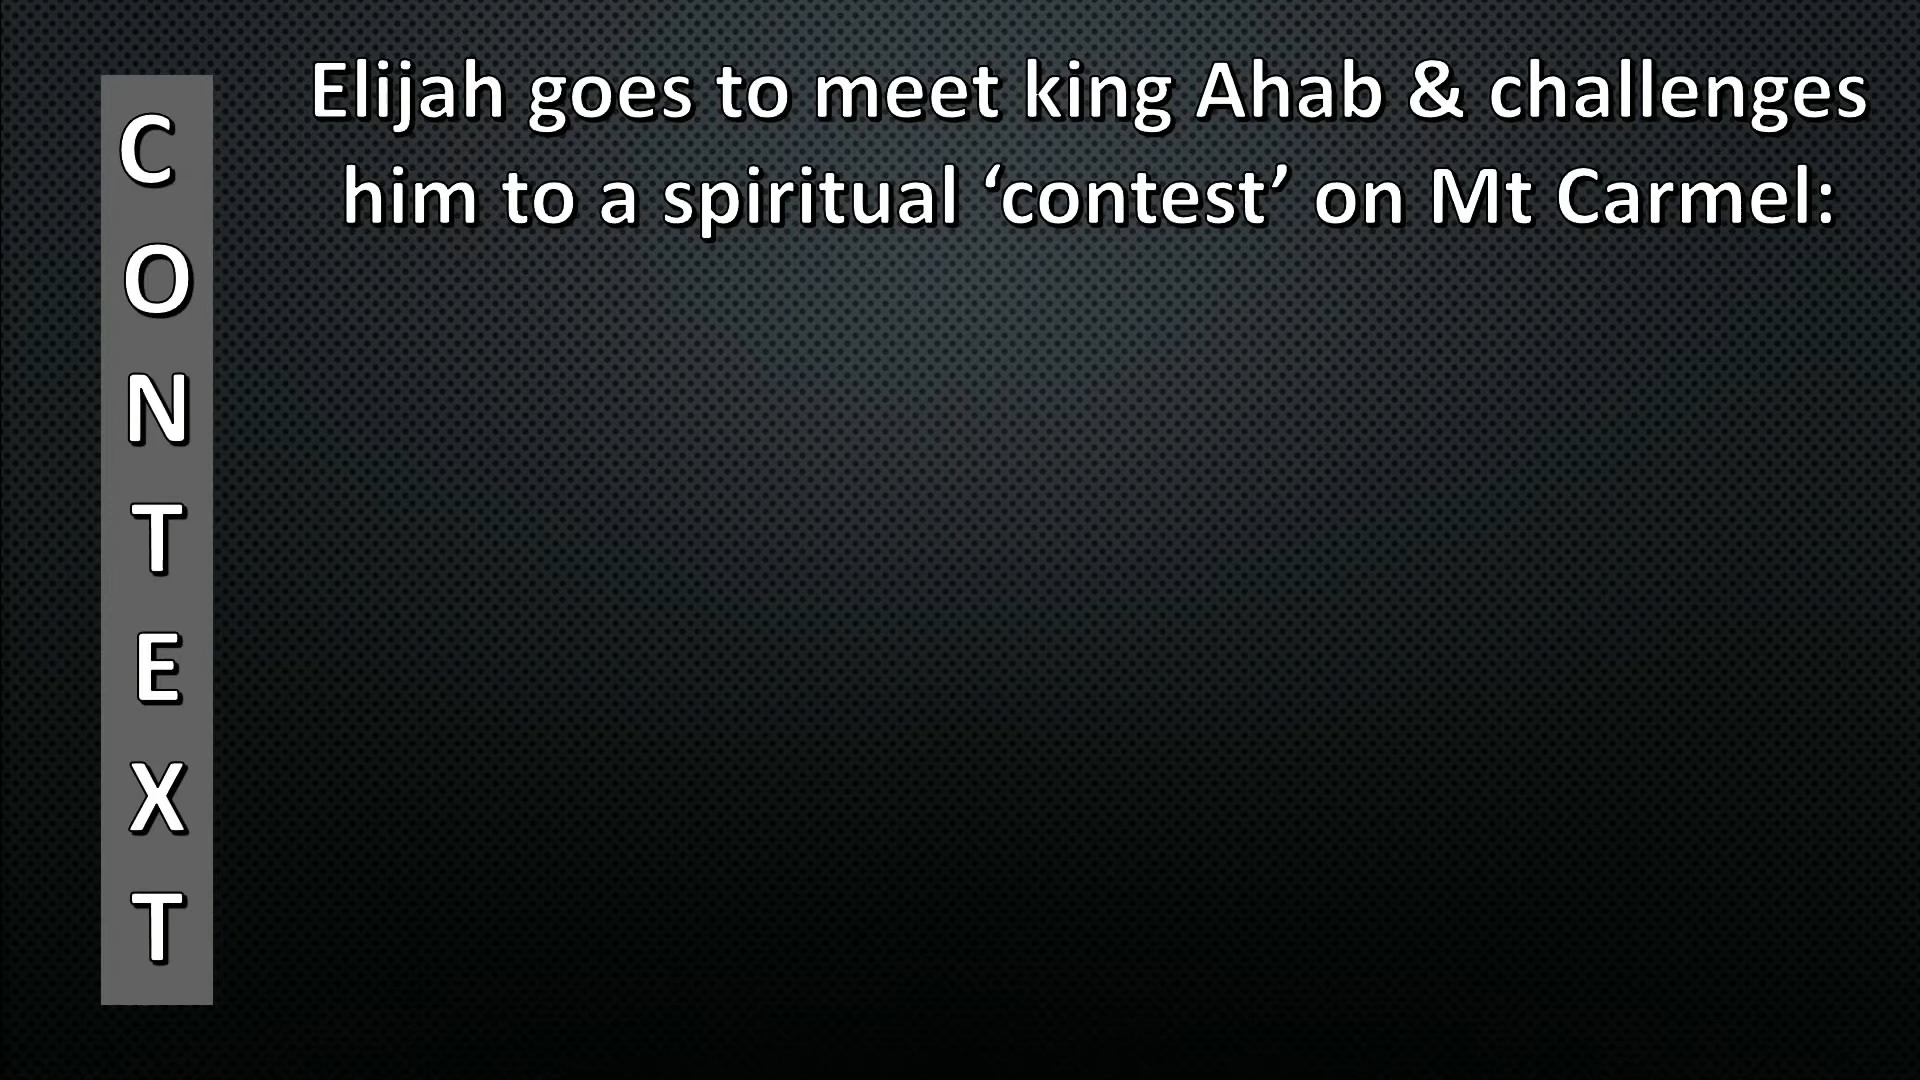 Elijah goes to meet king Ahab & challenges
him to a spiritual ‘contest’ on Mt Carmel:
C
O
N
T
E
X
T